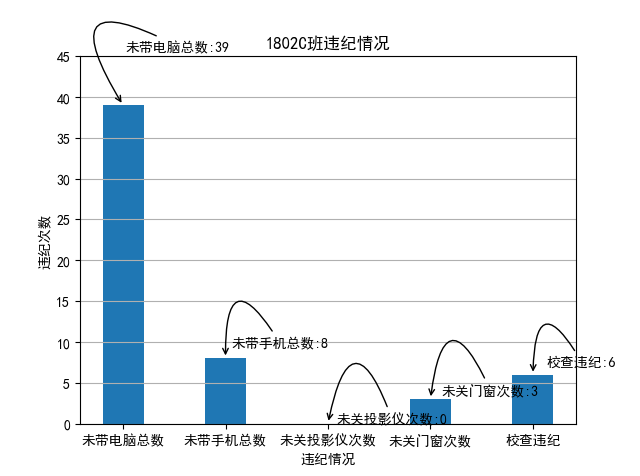 未带电脑总数:39
1802C班违纪情况
45
40
35
30
25
20
15
10
5
0
违纪次数
未带手机总数:8
未关投影仪次数:0
未关门窗次数:3
校查违纪:6
未带电脑总数
未带手机总数
未关投影仪次数
未关门窗次数
校查违纪
违纪情况